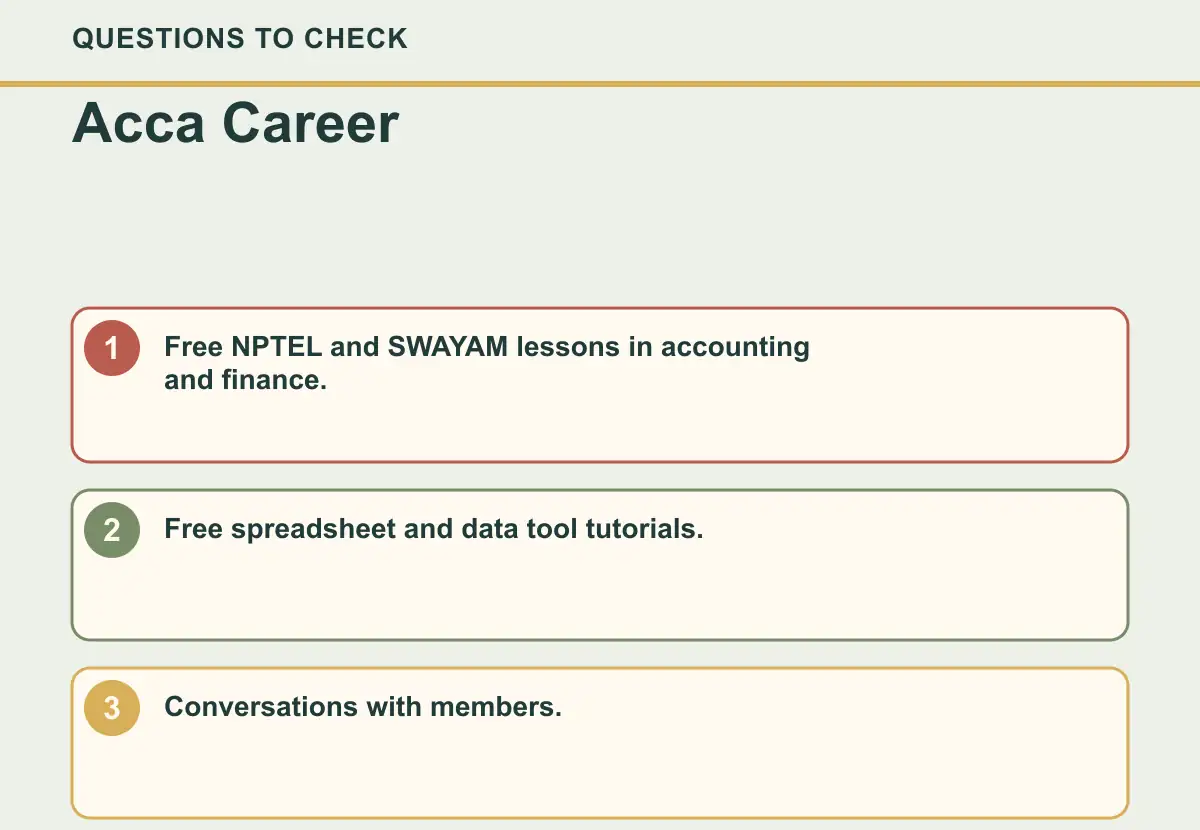 QUESTIONS TO CHECK
Acca Career
1
Free NPTEL and SWAYAM lessons in accounting
and finance.
2
Free spreadsheet and data tool tutorials.
3
Conversations with members.